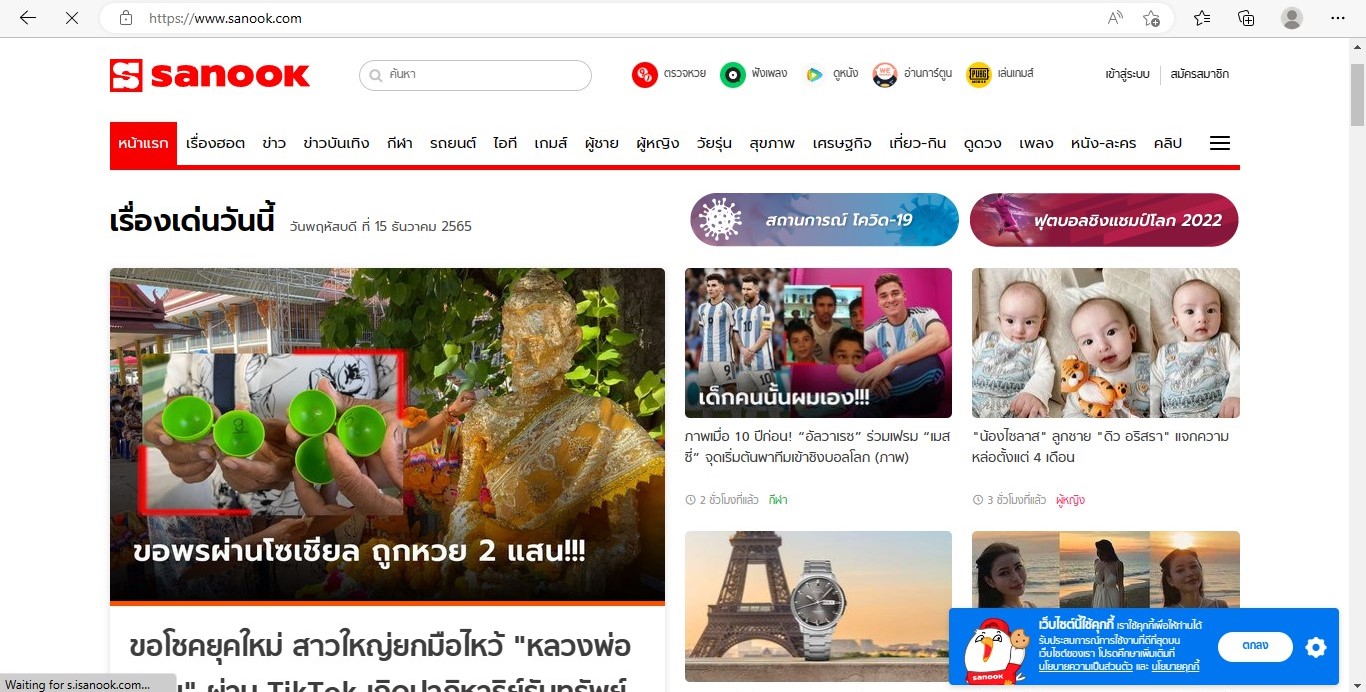 https://www.sanook.com
sanook
ค้นหา
ตรวจหวย
ฟังเพลง
ดูหนัง
อ่านการ์ตูน
เล่นเกมส์
เข้าสู่ระบบ
สมัครสมาชิก
หน้าแรก เรื่องฮอต ข่าว ข่าวบันเทิง กีฬา รถยนต์ ไอที เกมส์ ผู้ชาย ผู้หญิง วัยรุ่น สุขภาพ เศรษฐกิจ เที่ยว-กิน ดูดวง เพลง หนัง-ละคร คลิป
เรื่องเด่นวันนี้
วันพฤหัสบดี ที่ 15 ธันวาคม 2565
สถานการณ์ โควิด-19
ฟุตบอลชิงแชมป์โลก 2022
ขอพรผ่านโซเชียล ถูกหวย 2 แสน!!!
ขอโชคยุคใหม่ สาวใหญ่ยกมือไหว้ "หลวงพ่อ
เด็กคนนั้นผมเอง!!!
ภาพเมื่อ 10 ปีก่อน! “อัลวาเรซ” ร่วมเฟรม “เมส
ซี่” จุดเริ่มต้นพาทีมเข้าชิงบอลโลก (ภาพ)
2 ชั่วโมงที่แล้ว กีฬา
"น้องไซลาส" ลูกชาย "ดิว อริสรา" แจกความ
หล่อตั้งแต่ 4 เดือน
3 ชั่วโมงที่แล้ว ผู้หญิง
เว็บไซต์นี้ใช้คุกกี้ เราใช้คุกกี้เพื่อให้ท่านได้
รับประสบการณ์การใช้งานที่ดีที่สุดบน
เว็บไซต์ของเรา โปรดศึกษาเพิ่มเติมที่
นโยบายความเป็นส่วนตัว และ นโยบายคุกกี้
ตกลง
sanook
Waiting for s.isanook.com...